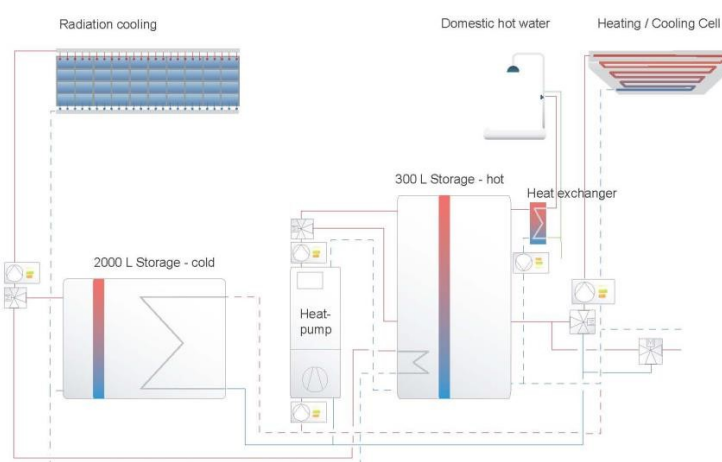 Radiation cooling
Domestic hot water
Heating / Cooling Cell
300 L Storage - hot
Heat exchanger
2000 L Storage - cold
Heat-
pump